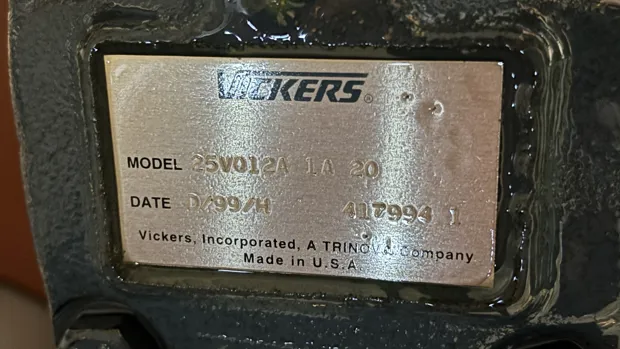 VICKERS®
MODEL 25V012A 1A 20
DATE D/99/H 417994 1
Vickers, Incorporated, A TRINOVA Company
Made in U.S.A